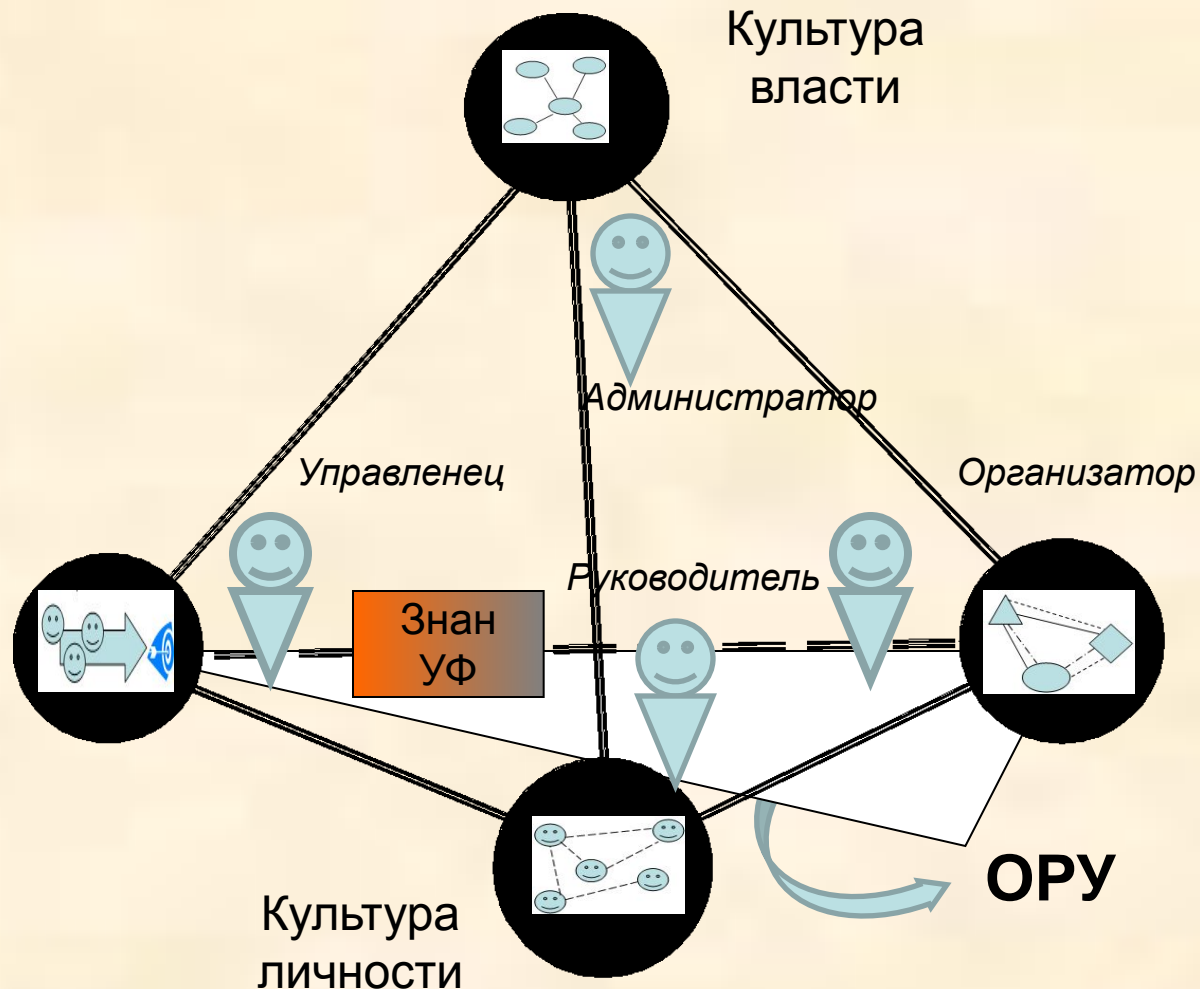 Культура
власти
Администратор
Управленец
Организатор
Руководитель
Знан
УФ
ОРУ
Культура
личности